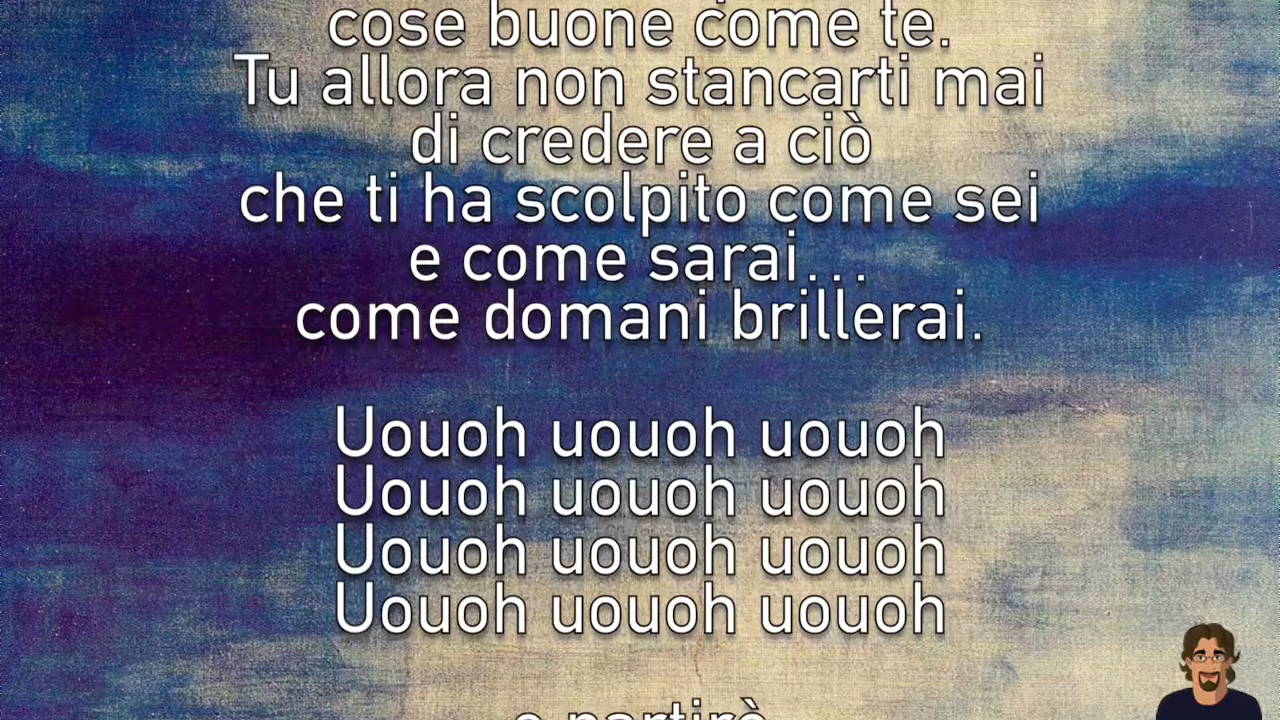 cose buone come te.
Tu allora non stancarti mai
di credere a ciò
che ti ha scolpito come sei
e come sarai...
come domani brillerai.
Uouoh uouoh uouoh
Uouoh uouoh uouoh
Uouoh uouoh uouoh
Uouoh uouoh uouoh
e partirò